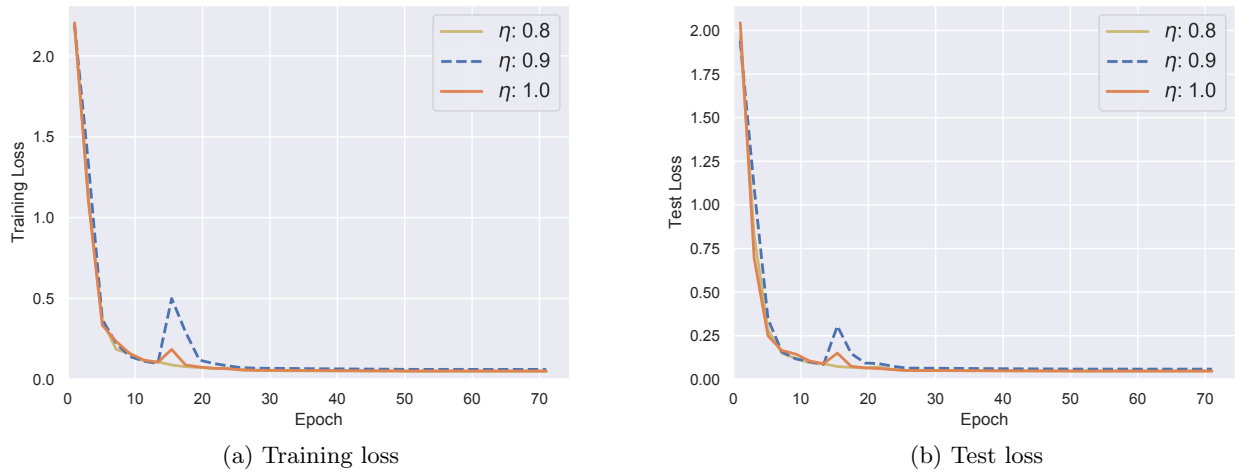 Training Loss
2.0
1.5
1.0
0.5
0.0
0 10 20 30 40 50 60 70
Epoch
η: 0.8
η: 0.9
η: 1.0
(a) Training loss
Test Loss
2.00
1.75
1.50
1.25
1.00
0.75
0.50
0.25
0.00
0 10 20 30 40 50 60 70
Epoch
η: 0.8
η: 0.9
η: 1.0
(b) Test loss